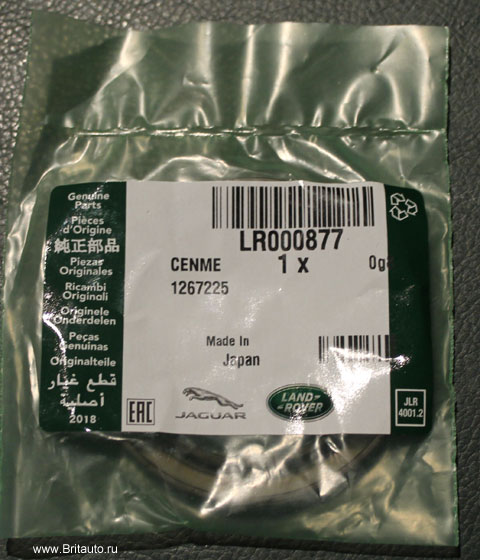 Genuine
Parts
Pièces
d'Origine
純正部品
Piezas
Originales
Ricambi
Originali
Originele
Onderdelen
Peças
Genuinas
Originalteile
قطع غيار
أصلية
2018
LR000877
CENME
1 x
0g
1267225
Made In
Japan
EAC
JAGUAR
LAND-
-ROVER
JLR
4001.2
www.Britauto.ru